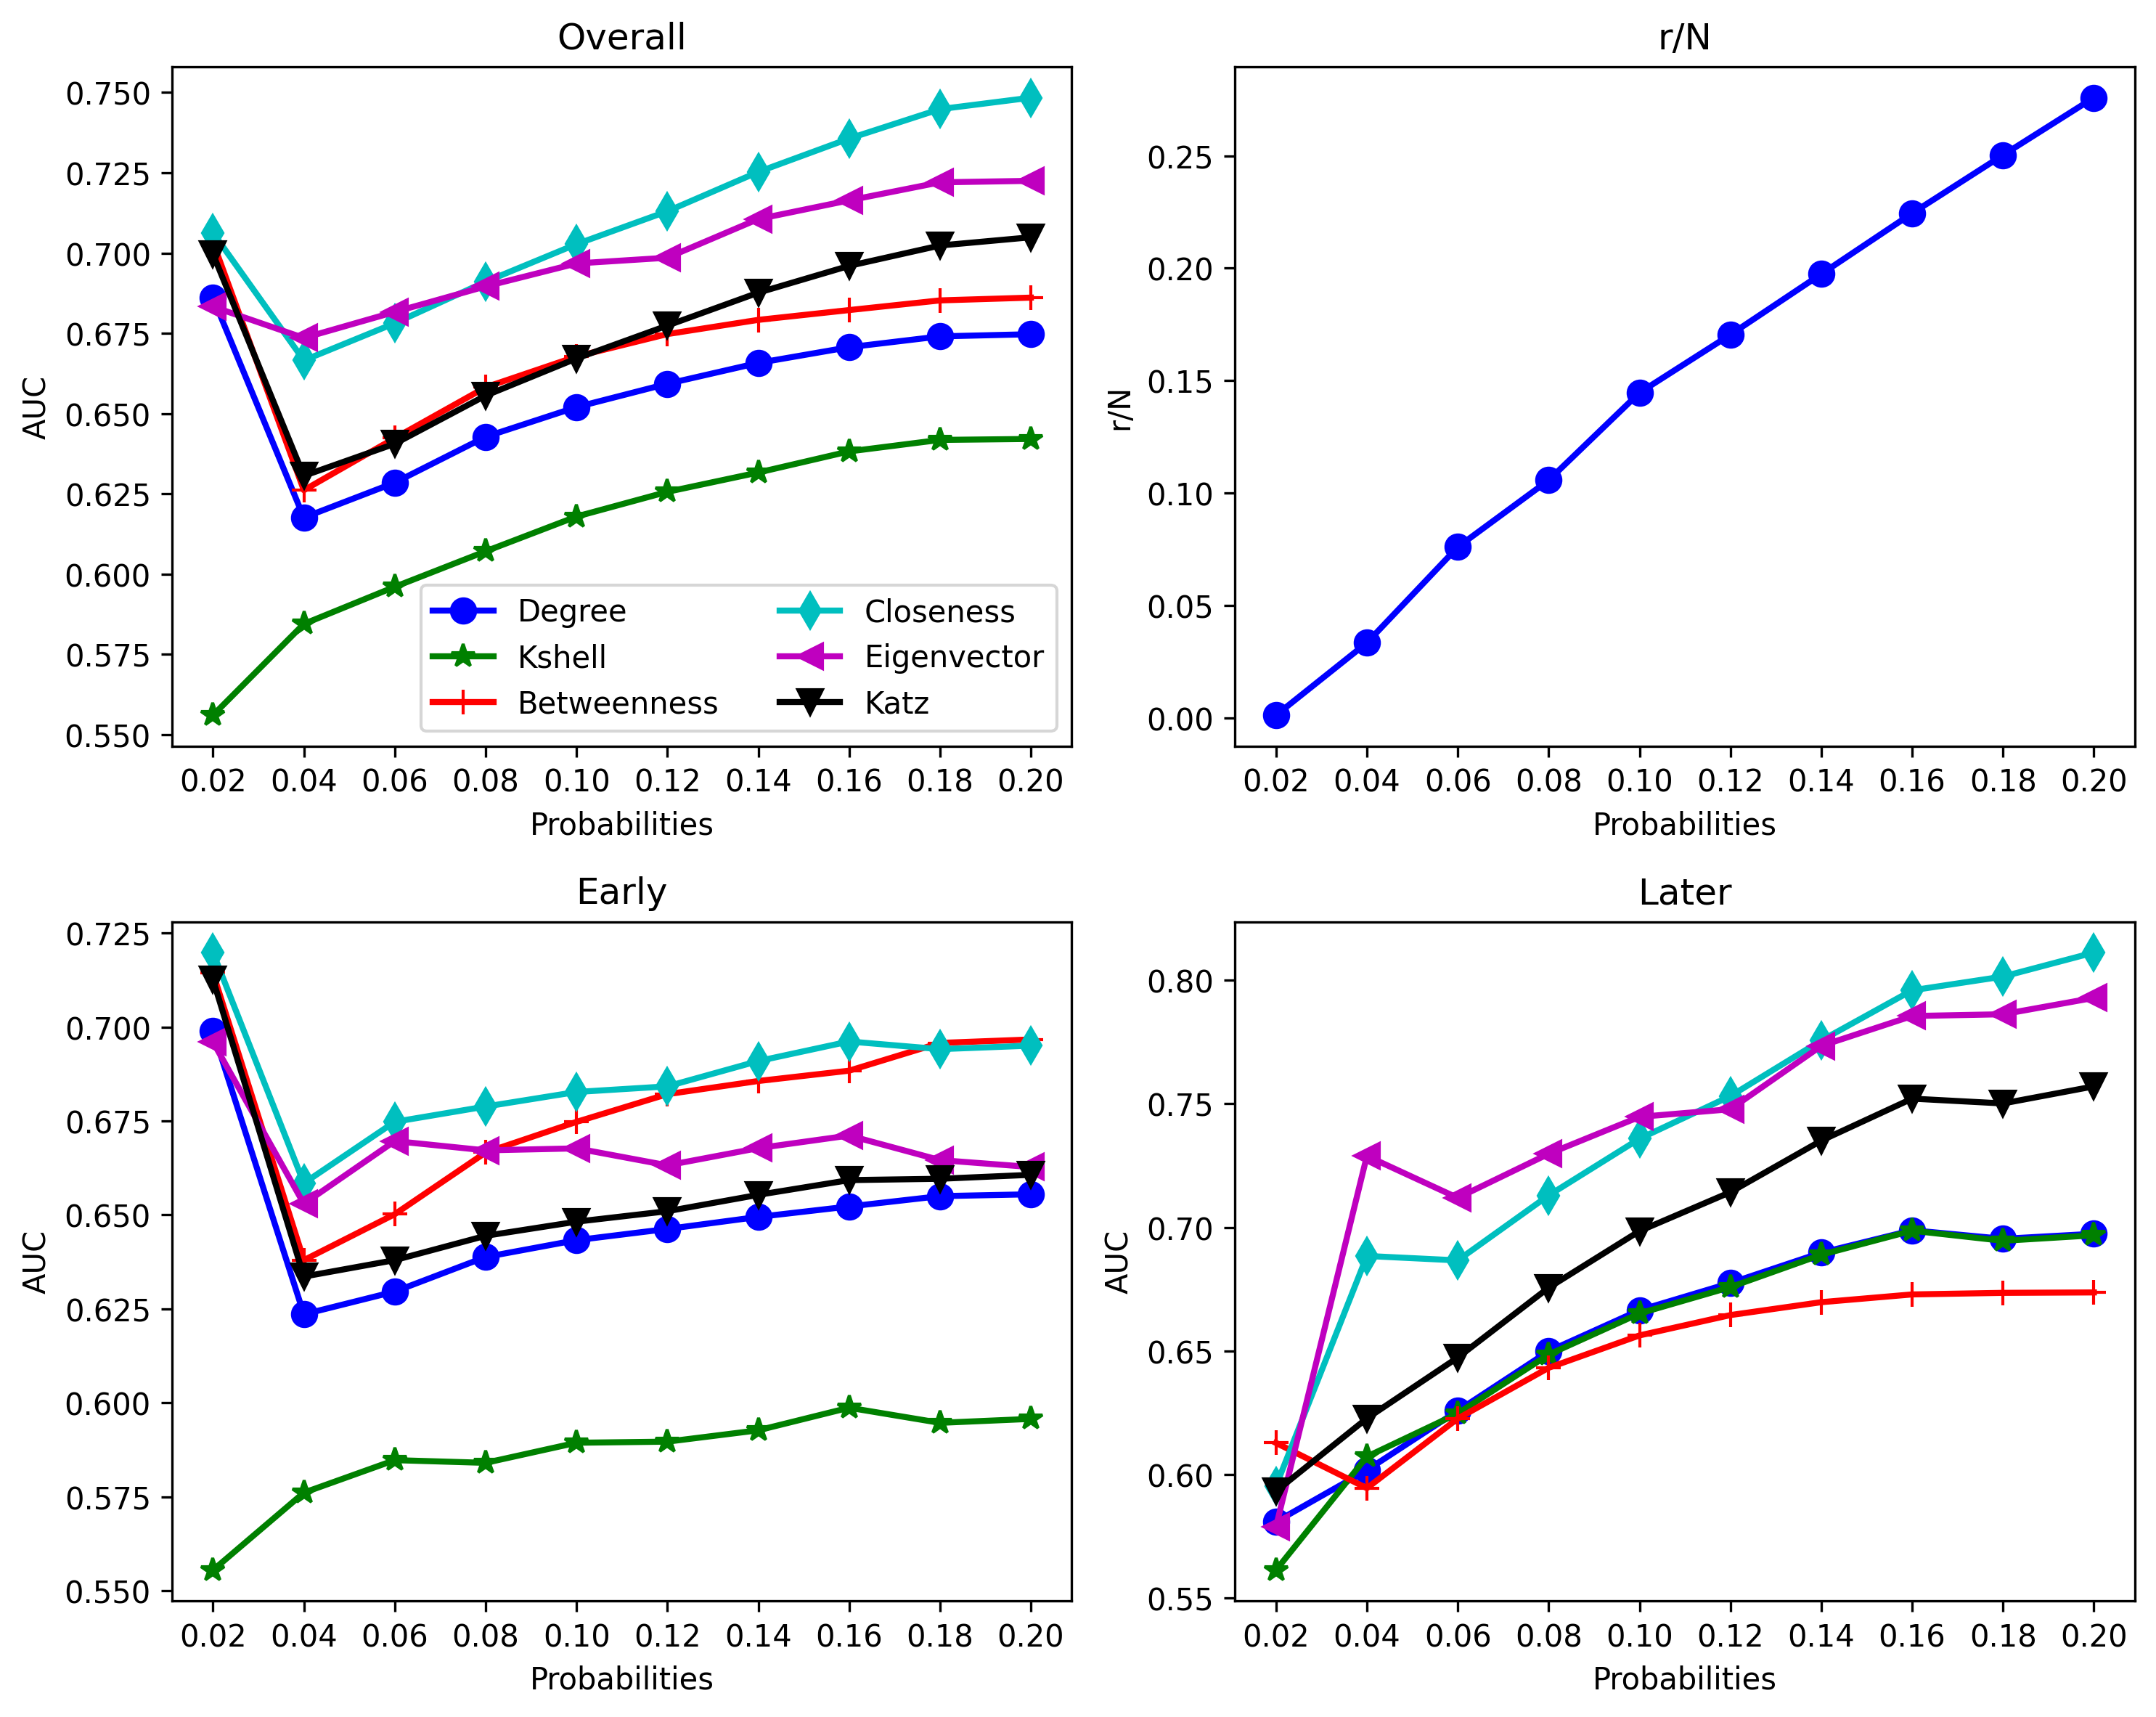 Overall
AUC
0.750
0.725
0.700
0.675
0.650
0.625
0.600
0.575
0.550
Degree
Kshell
Betweenness
Closeness
Eigenvector
Katz
0.02 0.04 0.06 0.08 0.10 0.12 0.14 0.16 0.18 0.20
Probabilities
r/N
r/N
0.25
0.20
0.15
0.10
0.05
0.00
0.02 0.04 0.06 0.08 0.10 0.12 0.14 0.16 0.18 0.20
Probabilities
Early
AUC
0.725
0.700
0.675
0.650
0.625
0.600
0.575
0.550
0.02 0.04 0.06 0.08 0.10 0.12 0.14 0.16 0.18 0.20
Probabilities
Later
AUC
0.80
0.75
0.70
0.65
0.60
0.55
0.02 0.04 0.06 0.08 0.10 0.12 0.14 0.16 0.18 0.20
Probabilities